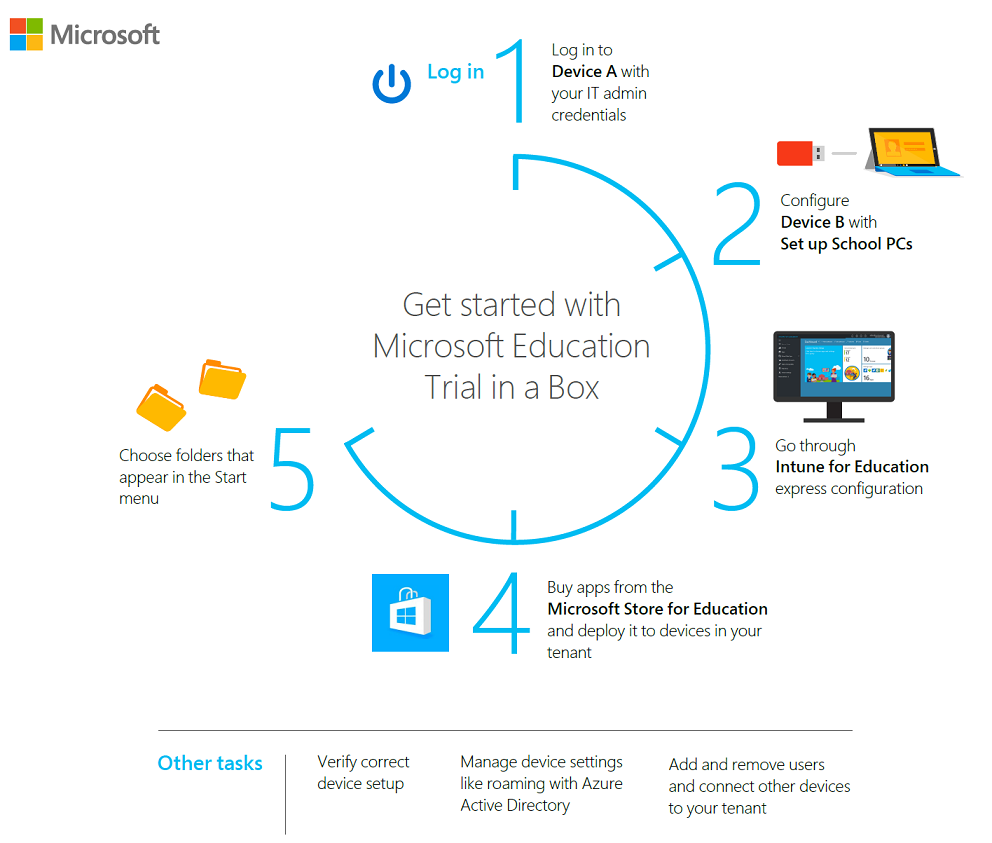 Microsoft
Log in
1
Log in to
Device A with
your IT admin
credentials
2
Configure
Device B with
Set up School PCs
Get started with
Microsoft Education
Trial in a Box
3
Go through
Intune for Education
express configuration
4
Buy apps from the
Microsoft Store for Education
and deploy it to devices in your
tenant
5
Choose folders that
appear in the Start
menu
Other tasks
Verify correct
device setup
Manage device settings
like roaming with Azure
Active Directory
Add and remove users
and connect other devices
to your tenant